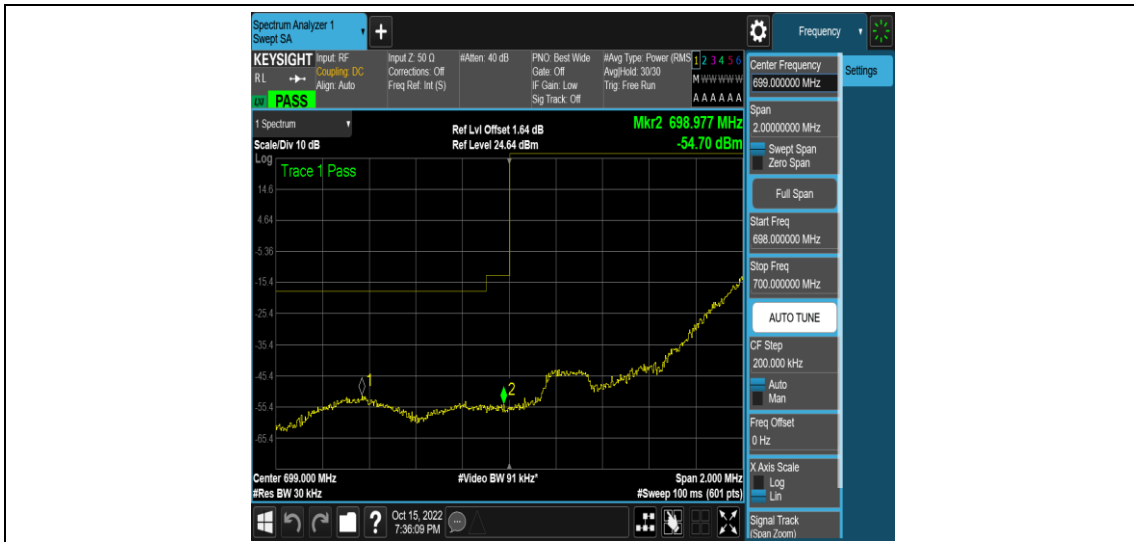 Spectrum Analyzer 1
Swept SA
+
Frequency
KEYSIGHT
RL
LM PASS
Input: RF
Coupling: DC
Align: Auto
Input Z: 50 Ω
Corrections: Off
Freq Ref: Int (S)
#Atten: 40 dB
PNO: Best Wide
Gate: Off
IF Gain: Low
Sig Track: Off
#Avg Type: Power (RMS
Avg|Hold: 30/30
Trig: Free Run
1 2 3 4 5 6
M W W W W W
A A A A A A
1 Spectrum
Scale/Div 10 dB
Ref Lvl Offset 1.64 dB
Ref Level 24.64 dBm
Mkr2 698.977 MHz
-54.70 dBm
Log
Trace 1 Pass
14.6
4.64
-5.36
-15.4
-25.4
-35.4
-45.4
-55.4
-65.4
1
2
Center 699.000 MHz
#Res BW 30 kHz
#Video BW 91 kHz*
Span 2.000 MHz
#Sweep 100 ms (601 pts)
?
Oct 15, 2022
7:36:09 PM
Center Frequency
699.000000 MHz
Settings
Span
2.00000000 MHz
Swept Span
Zero Span
Full Span
Start Freq
698.000000 MHz
Stop Freq
700.000000 MHz
AUTO TUNE
CF Step
200.000 kHz
Auto
Man
Freq Offset
0 Hz
X Axis Scale
Log
Lin
Signal Track
(Span Zoom)